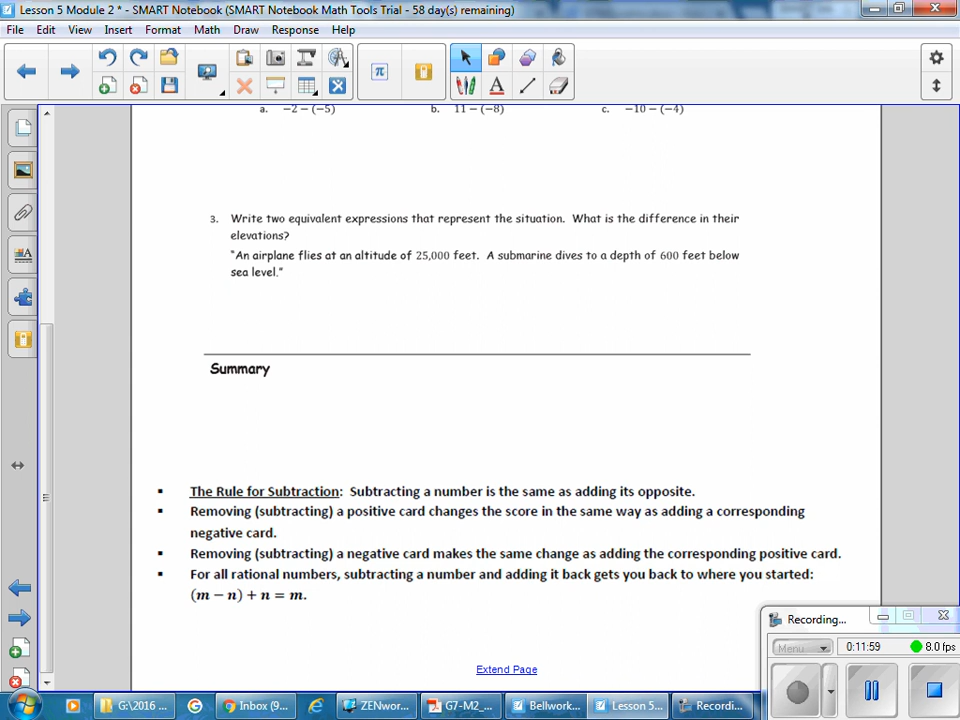 Lesson 5 Module 2 * - SMART Notebook (SMART Notebook Math Tools Trial - 58 day(s) remaining)
File Edit View Insert Format Math Draw Response Help
π
A
a. −2 − (−5) b. 11 − (−8) c. −10 − (−4)
3. Write two equivalent expressions that represent the situation. What is the difference in their
elevations?
"An airplane flies at an altitude of 25,000 feet. A submarine dives to a depth of 600 feet below
sea level."
Summary
▪ The Rule for Subtraction: Subtracting a number is the same as adding its opposite.
▪ Removing (subtracting) a positive card changes the score in the same way as adding a corresponding
negative card.
▪ Removing (subtracting) a negative card makes the same change as adding the corresponding positive card.
▪ For all rational numbers, subtracting a number and adding it back gets you back to where you started:
(m − n) + n = m.
Extend Page
Recording...
Menu 0:11:59 8.0 fps
G:\2016 ... Inbox (9... ZENwor... G7-M2_... Bellwork... Lesson 5... Recordi...